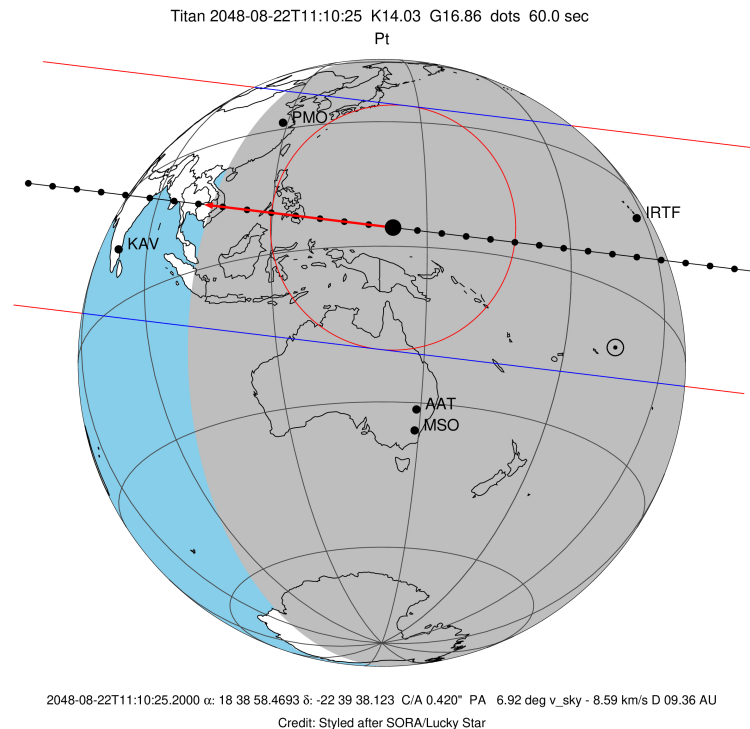 Titan 2048-08-22T11:10:25 K14.03 G16.86 dots 60.0 sec
Pt
PMO
IRTF
KAV
AAT
MSO
2048-08-22T11:10:25.2000 α: 18 38 58.4693 δ: -22 39 38.123 C/A 0.420" PA 6.92 deg v_sky - 8.59 km/s D 09.36 AU
Credit: Styled after SORA/Lucky Star